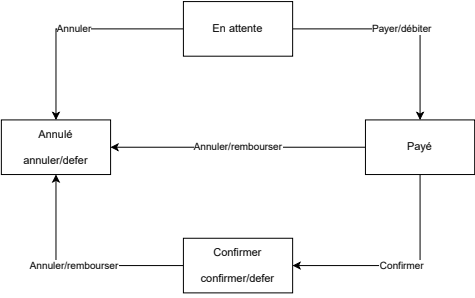 En attente
Annuler
Payer/débiter
Annulé
annuler/defer
Annuler/rembourser
Payé
Confirmer
confirmer/defer
Annuler/rembourser
Confirmer